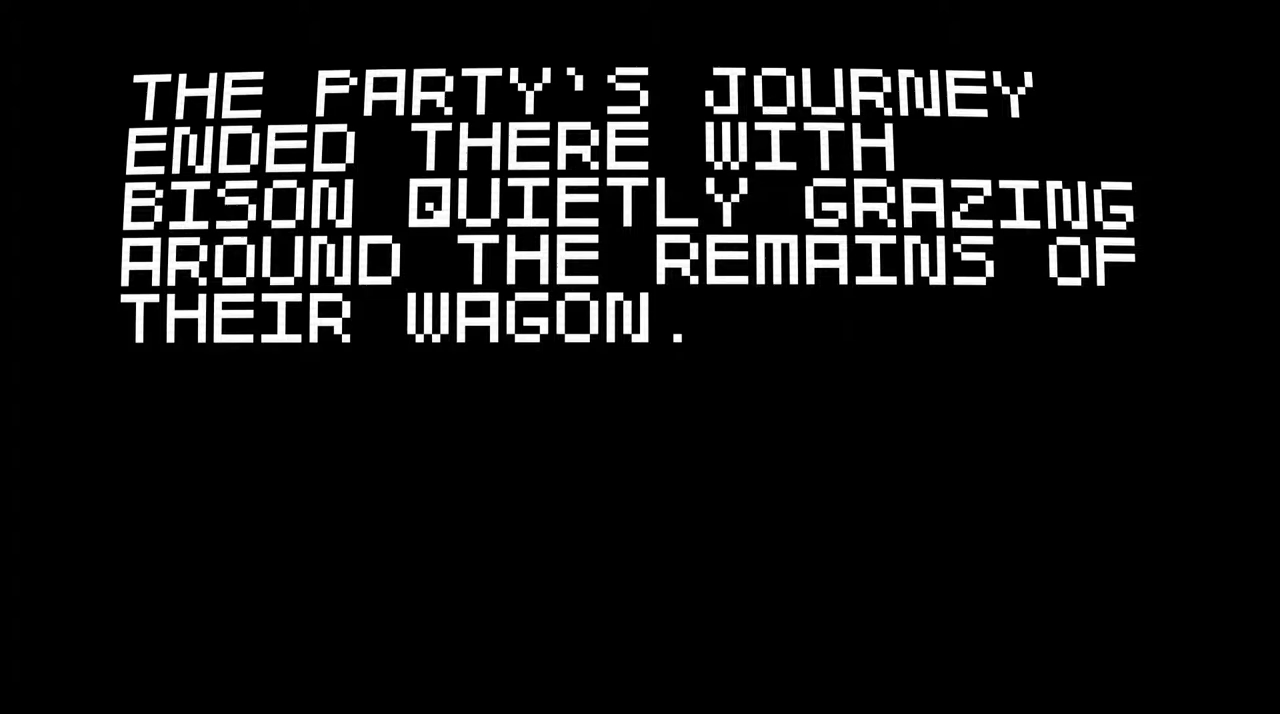 THE PARTY'S JOURNEY
ENDED THERE WITH
BISON QUIETLY GRAZING
AROUND THE REMAINS OF
THEIR WAGON.